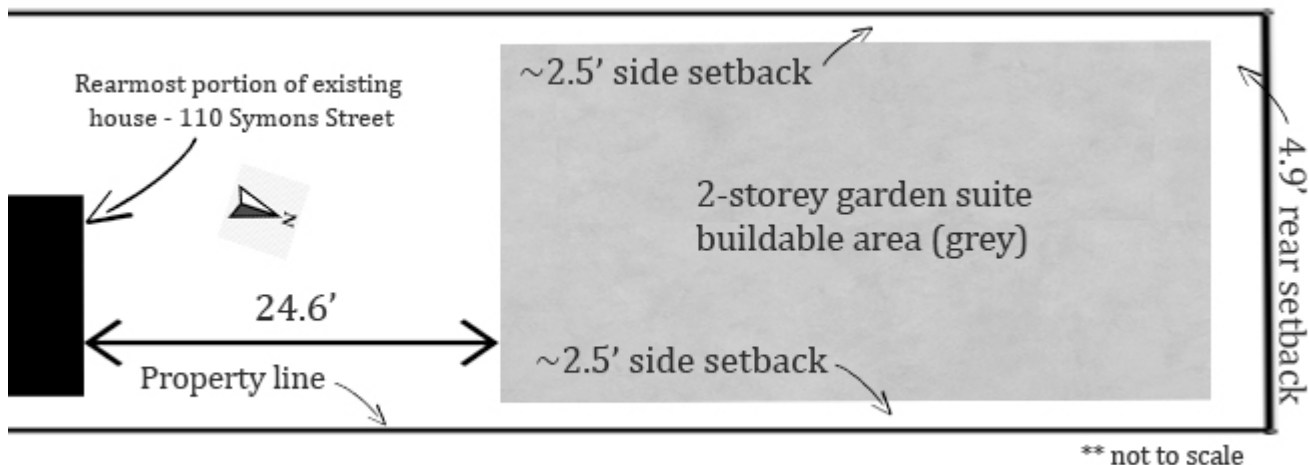 ~2.5’ side setback
Rearmost portion of existing
house - 110 Symons Street
4.9’ rear setback
N
2-storey garden suite
buildable area (grey)
24.6’
~2.5’ side setback
Property line
** not to scale